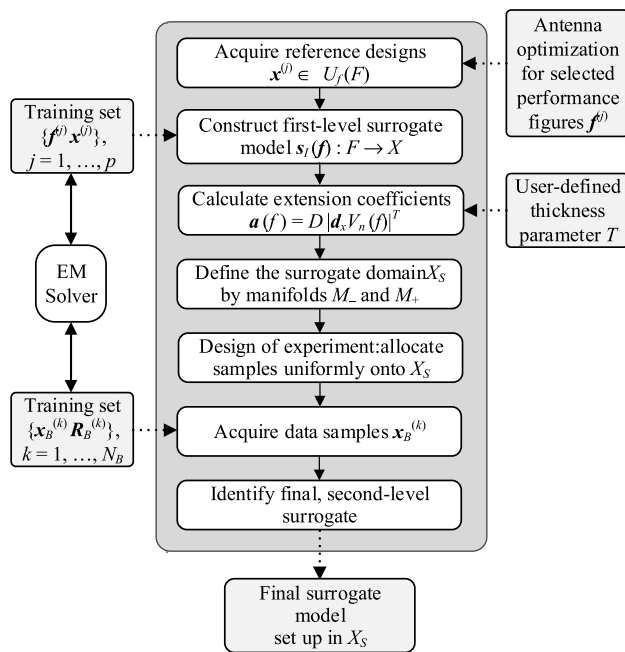 Acquire reference designs
x^(j) ∈ U_f(F)
Antenna
optimization
for selected
performance
figures f^(j)
Training set
{f^(j) x^(j)},
j = 1, …, p
Construct first-level surrogate
model s_I(f) : F → X
Calculate extension coefficients
a(f) = D|d_x V_n(f)|^T
User-defined
thickness
parameter T
EM
Solver
Define the surrogate domainX_S
by manifolds M_– and M_+
Design of experiment:allocate
samples uniformly onto X_S
Training set
{x_B^(k) R_B^(k)},
k = 1, …, N_B
Acquire data samples x_B^(k)
Identify final, second-level
surrogate
Final surrogate
model
set up in X_S